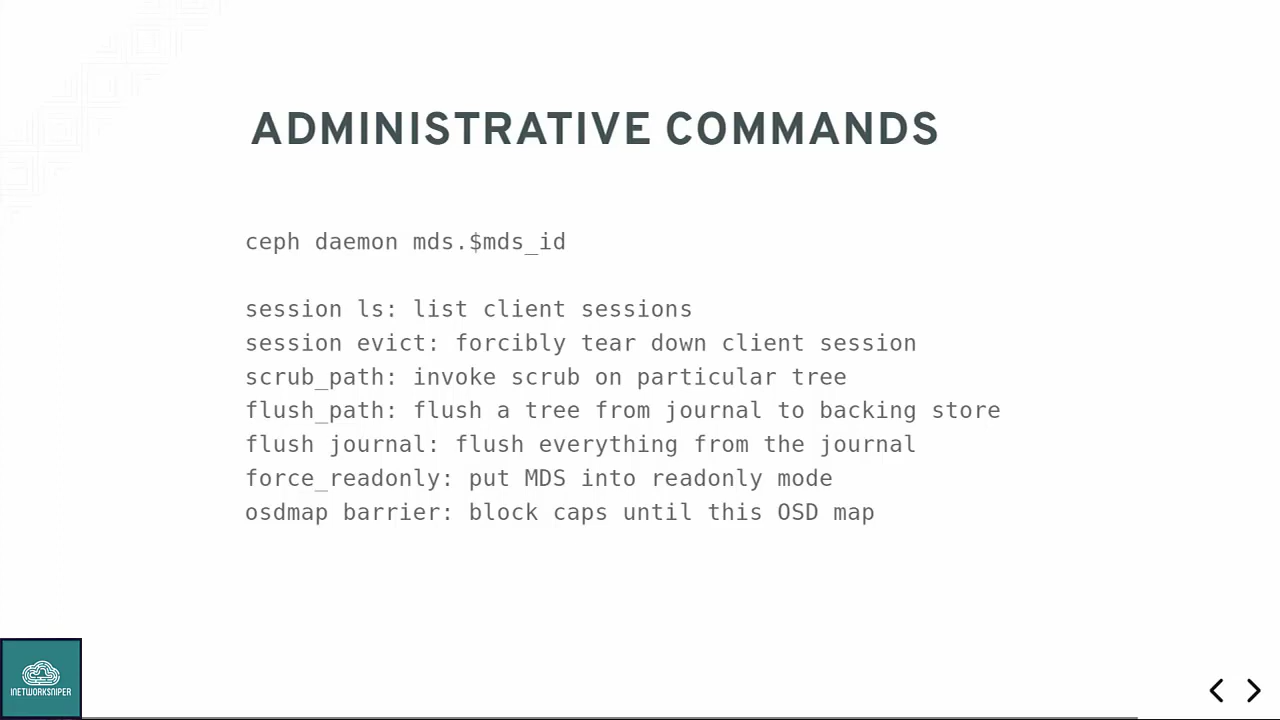 ADMINISTRATIVE COMMANDS
ceph daemon mds.$mds_id
session ls: list client sessions
session evict: forcibly tear down client session
scrub_path: invoke scrub on particular tree
flush_path: flush a tree from journal to backing store
flush journal: flush everything from the journal
force_readonly: put MDS into readonly mode
osdmap barrier: block caps until this OSD map
INETWORKSNIPER